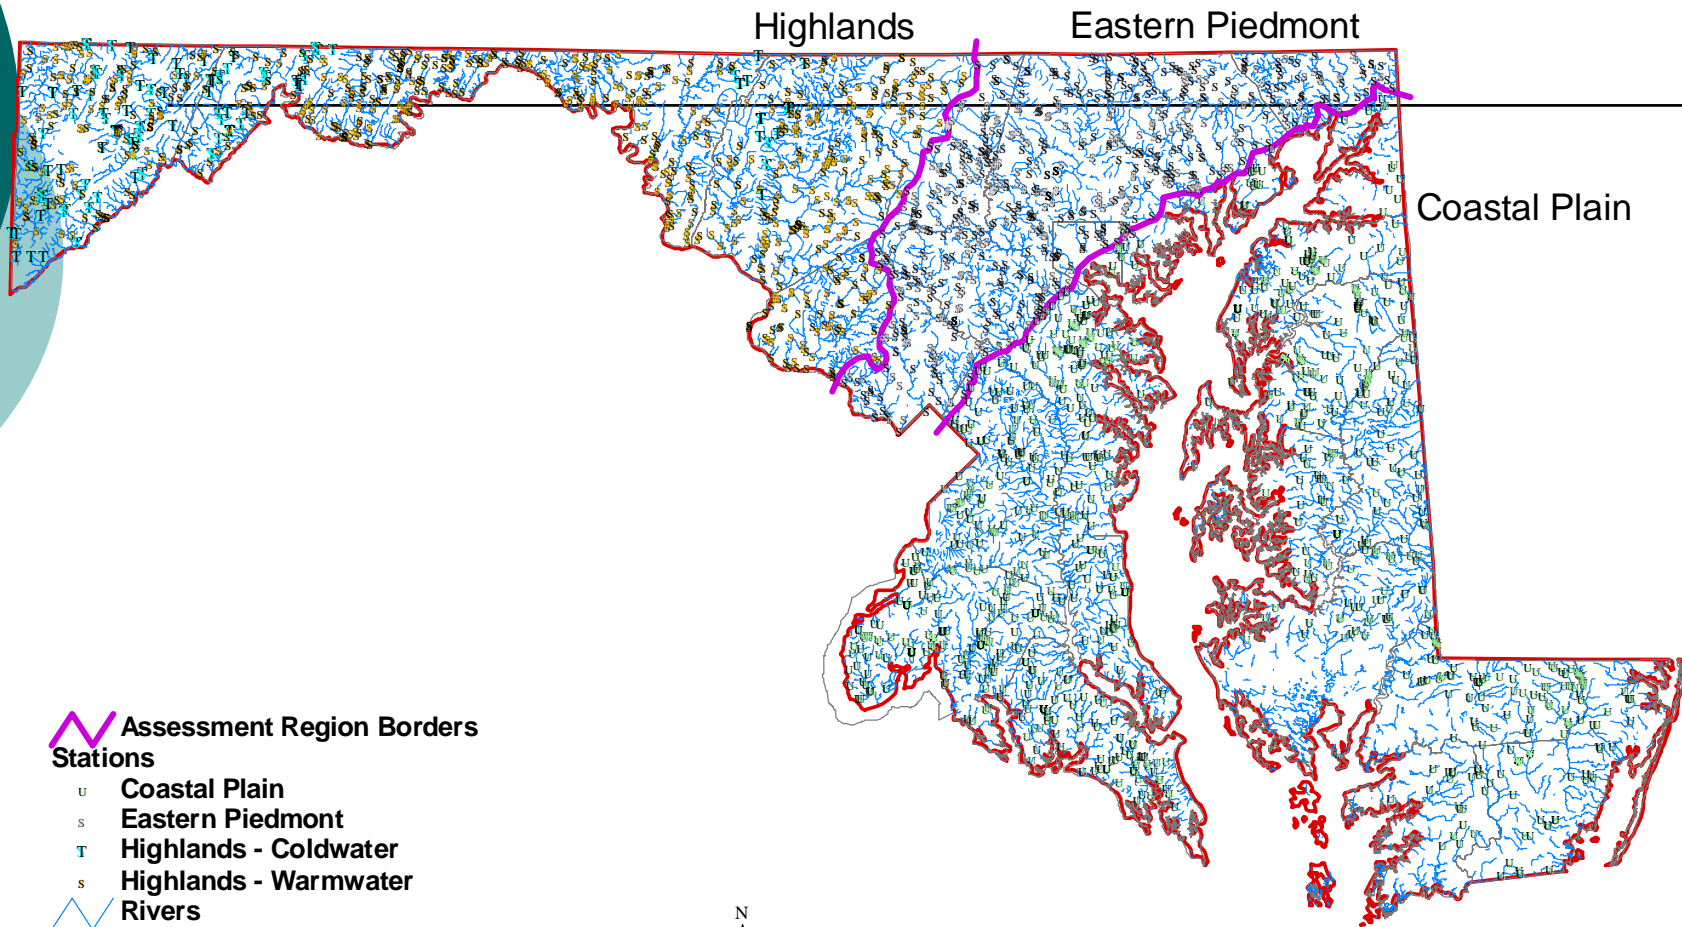 Highlands
Eastern Piedmont
Coastal Plain
Assessment Region Borders
Stations
U Coastal Plain
S Eastern Piedmont
T Highlands - Coldwater
S Highlands - Warmwater
Rivers
N